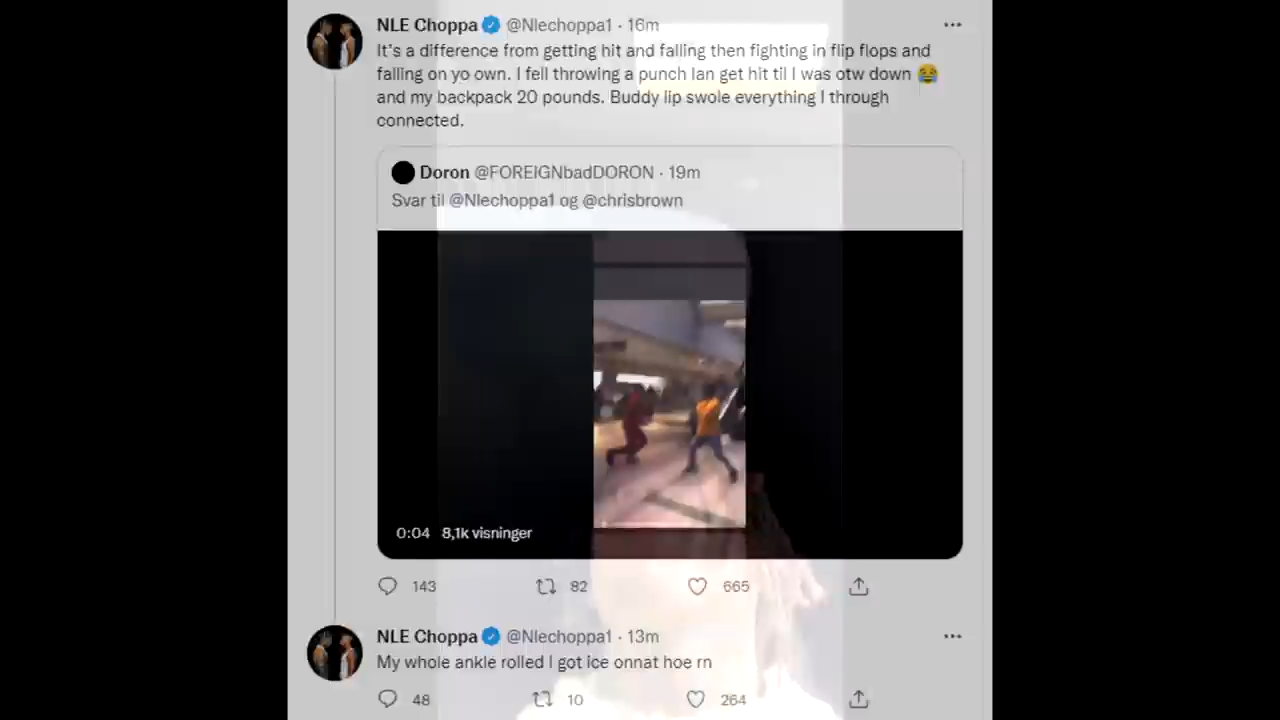 NLE Choppa @Nlechoppa1 · 16m
It's a difference from getting hit and falling then fighting in flip flops and
falling on yo own. I fell throwing a punch Ian get hit til I was otw down 😂
and my backpack 20 pounds. Buddy lip swole everything I through
connected.
Doron @FOREIGNbadDORON · 19m
Svar til @Nlechoppa1 og @chrisbrown
0:04 8,1k visninger
143 82 665
NLE Choppa @Nlechoppa1 · 13m
My whole ankle rolled I got ice onnat hoe rn
48 10 264